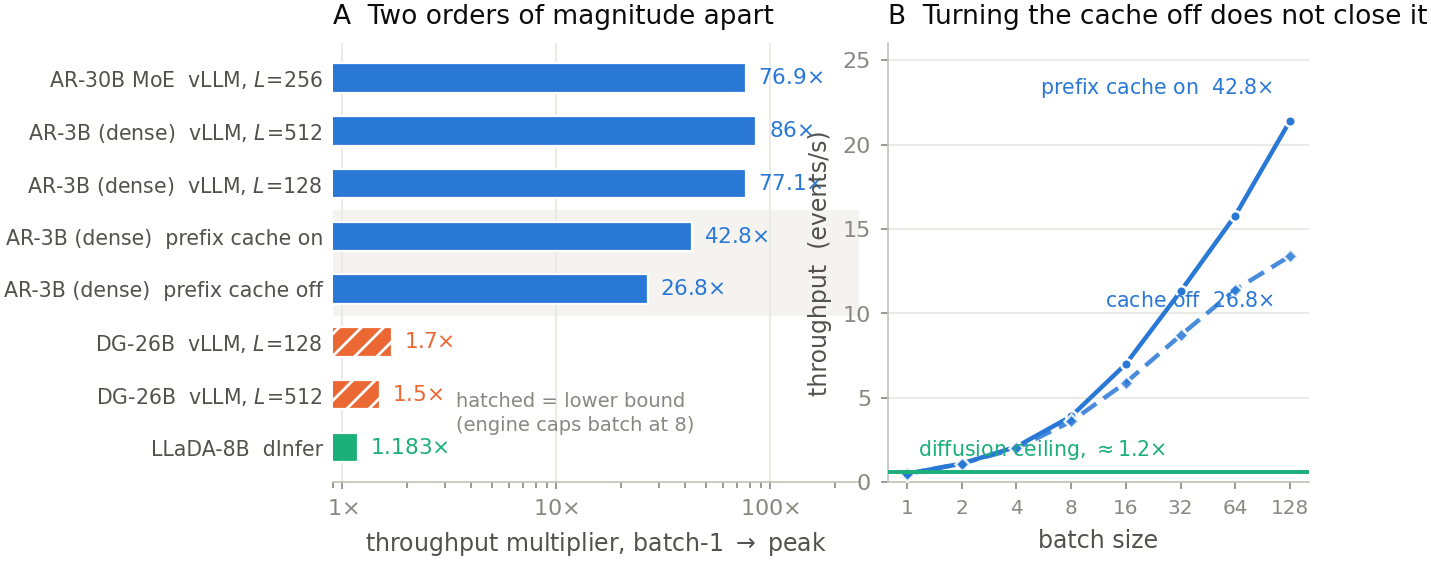 A Two orders of magnitude apart
AR-30B MoE vLLM, L=256
76.9×
AR-3B (dense) vLLM, L=512
86×
AR-3B (dense) vLLM, L=128
77.1×
AR-3B (dense) prefix cache on
42.8×
AR-3B (dense) prefix cache off
26.8×
DG-26B vLLM, L=128
1.7×
DG-26B vLLM, L=512
1.5×
hatched = lower bound
(engine caps batch at 8)
LLaDA-8B dInfer
1.183×
1×
10×
100×
throughput multiplier, batch-1 → peak
B Turning the cache off does not close it
throughput (events/s)
25
20
15
10
5
0
prefix cache on 42.8×
cache off 26.8×
diffusion ceiling, ≈1.2×
1
2
4
8
16
32
64
128
batch size